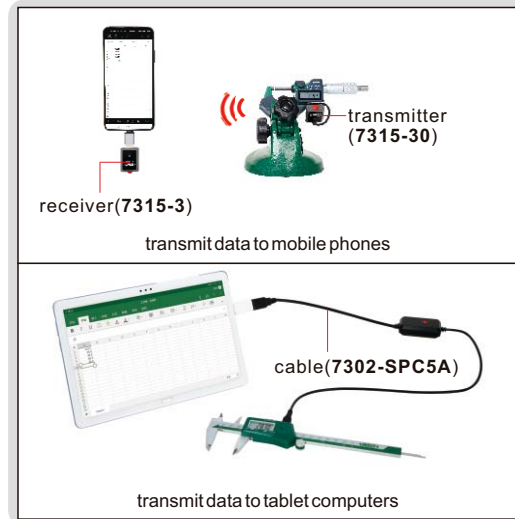 transmitter
(7315-30)
receiver(7315-3)
transmit data to mobile phones
cable(7302-SPC5A)
transmit data to tablet computers